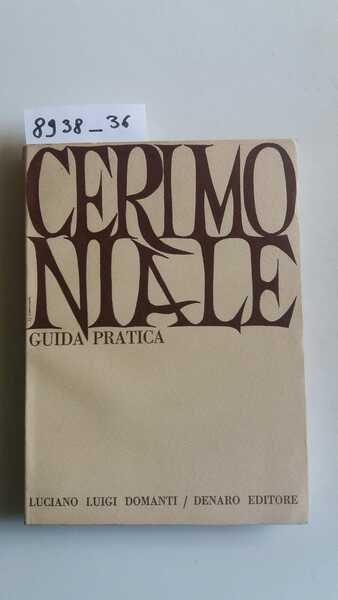 8938_36
CERIMO
NIALE
GUIDA PRATICA
LUCIANO LUIGI DOMANTI / DENARO EDITORE